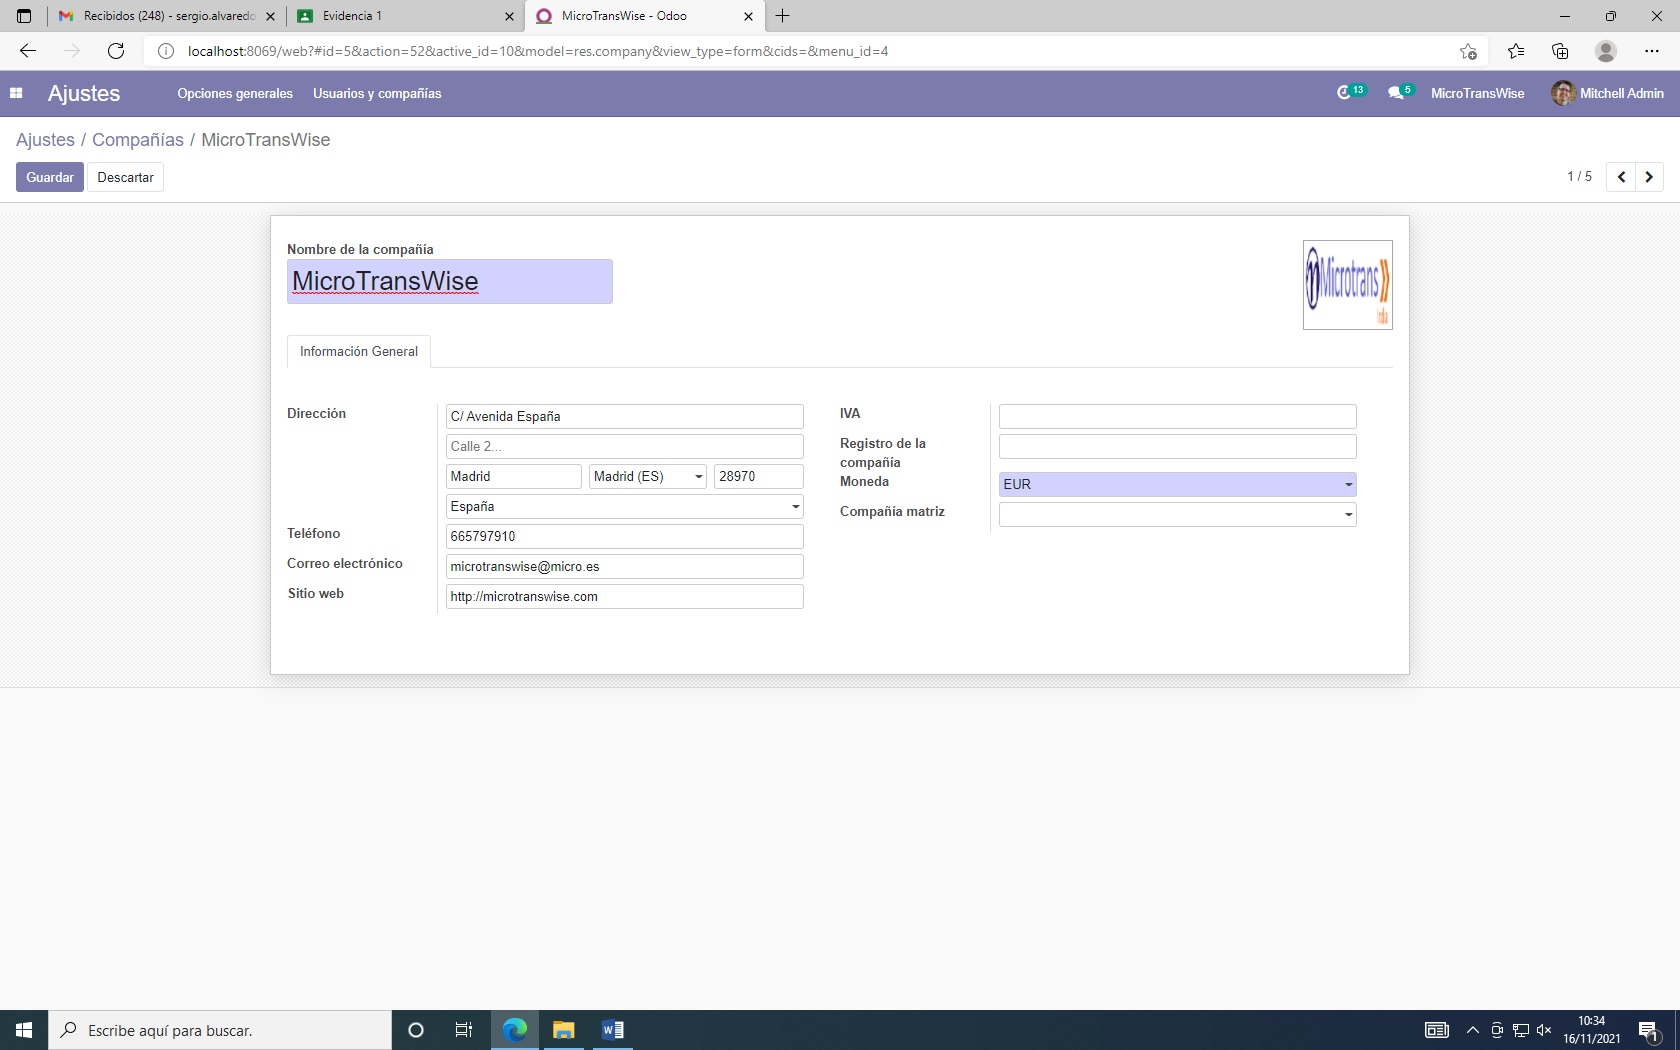 Recibidos (248) - sergio.alvaredo
Evidencia 1
MicroTransWise - Odoo
localhost:8069/web?#id=5&action=52&active_id=10&model=res.company&view_type=form&cids=&menu_id=4
Ajustes
Opciones generales
Usuarios y compañías
13
5
MicroTransWise
Mitchell Admin
Ajustes / Compañías / MicroTransWise
Guardar
Descartar
1 / 5
Nombre de la compañía
MicroTransWise
Microtrans
india
Información General
Dirección
C/ Avenida España
Calle 2...
Madrid
Madrid (ES)
28970
España
Teléfono
665797910
Correo electrónico
microtranswise@micro.es
Sitio web
http://microtranswise.com
IVA
Registro de la
compañía
Moneda
EUR
Compañía matriz
Escribe aquí para buscar.
10:34
16/11/2021
1